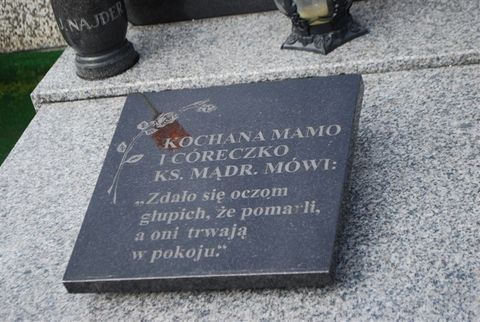 I. NAJDER
KOCHANA MAMO
I CÓRECZKO
KS. MĄDR. MÓWI:
„Zdało się oczom
głupich, że pomarli,
a oni trwają
w pokoju.“